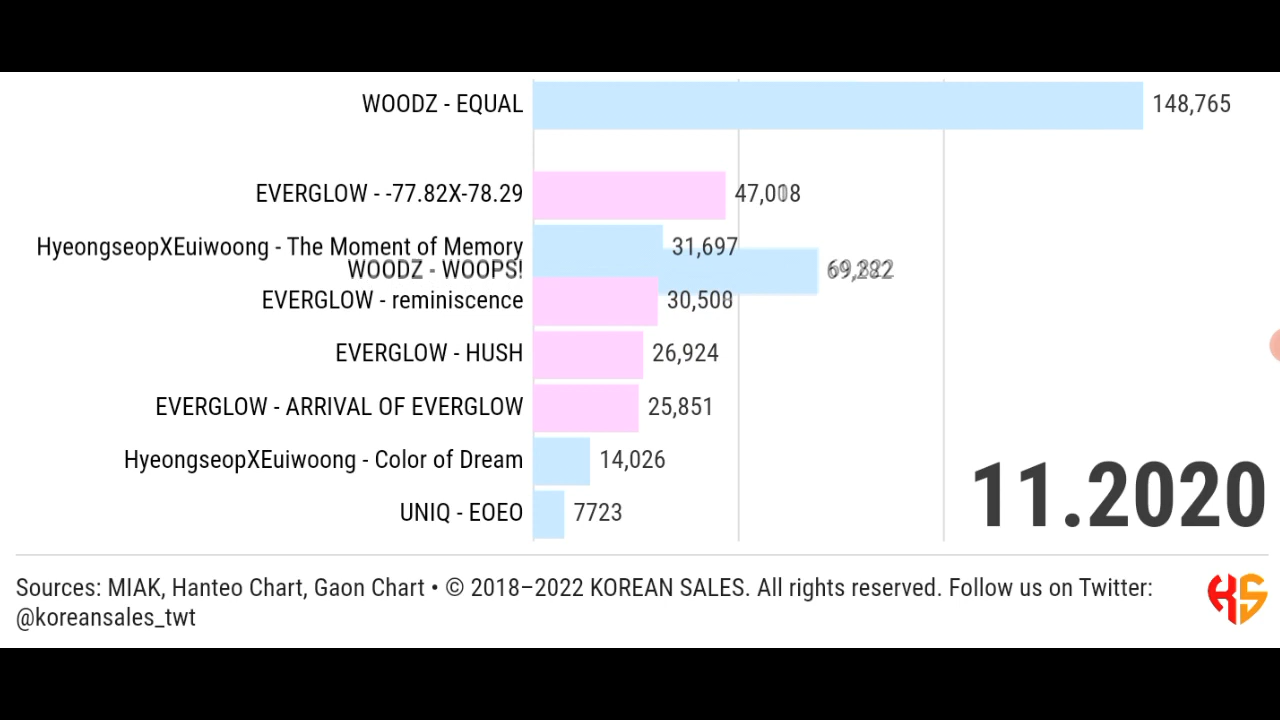 WOODZ - EQUAL 148,765
EVERGLOW - -77.82X-78.29
HyeongseopXEuiwoong - The Moment of Memory 31,697
WOODZ - WOOPS!
EVERGLOW - reminiscence 30,508
EVERGLOW - HUSH 26,924
EVERGLOW - ARRIVAL OF EVERGLOW 25,851
HyeongseopXEuiwoong - Color of Dream 14,026
UNIQ - EOEO 7723
11.2020
Sources: MIAK, Hanteo Chart, Gaon Chart • © 2018–2022 KOREAN SALES. All rights reserved. Follow us on Twitter:
@koreansales_twt
KS